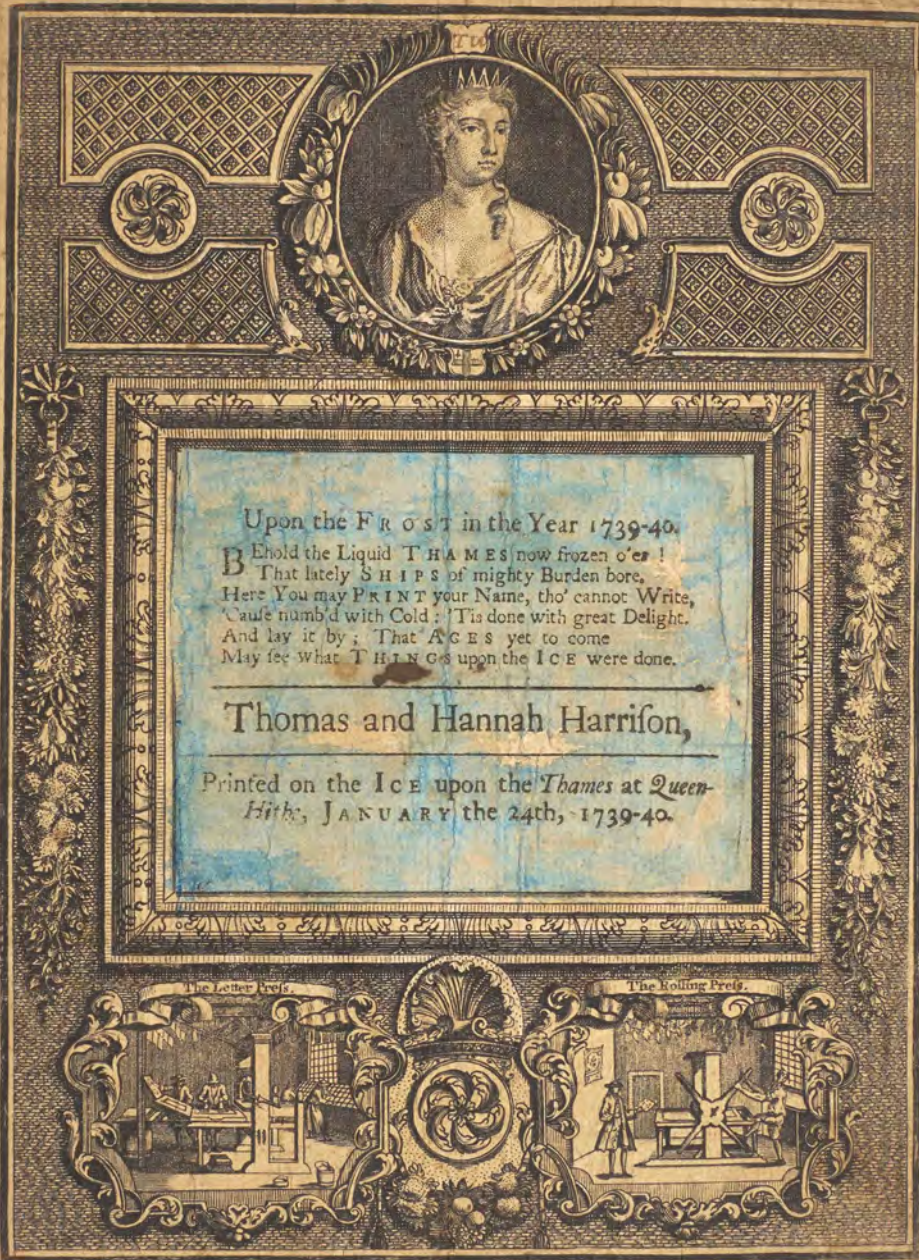 TW
Upon the FROST in the Year 1739-40.
BEhold the Liquid THAMES now frozen o'er !
That lately SHIPS of mighty Burden bore.
Here You may PRINT your Name, tho' cannot Write,
'Cause numb'd with Cold : 'Tis done with great Delight.
And lay it by ; That AGES yet to come
May ſee what THINGS upon the ICE were done.
Thomas and Hannah Harriſon,
Printed on the ICE upon the Thames at Queen-
Hithe, JANUARY the 24th, 1739-40.
The Letter Preſs.
The Rolling Preſs.